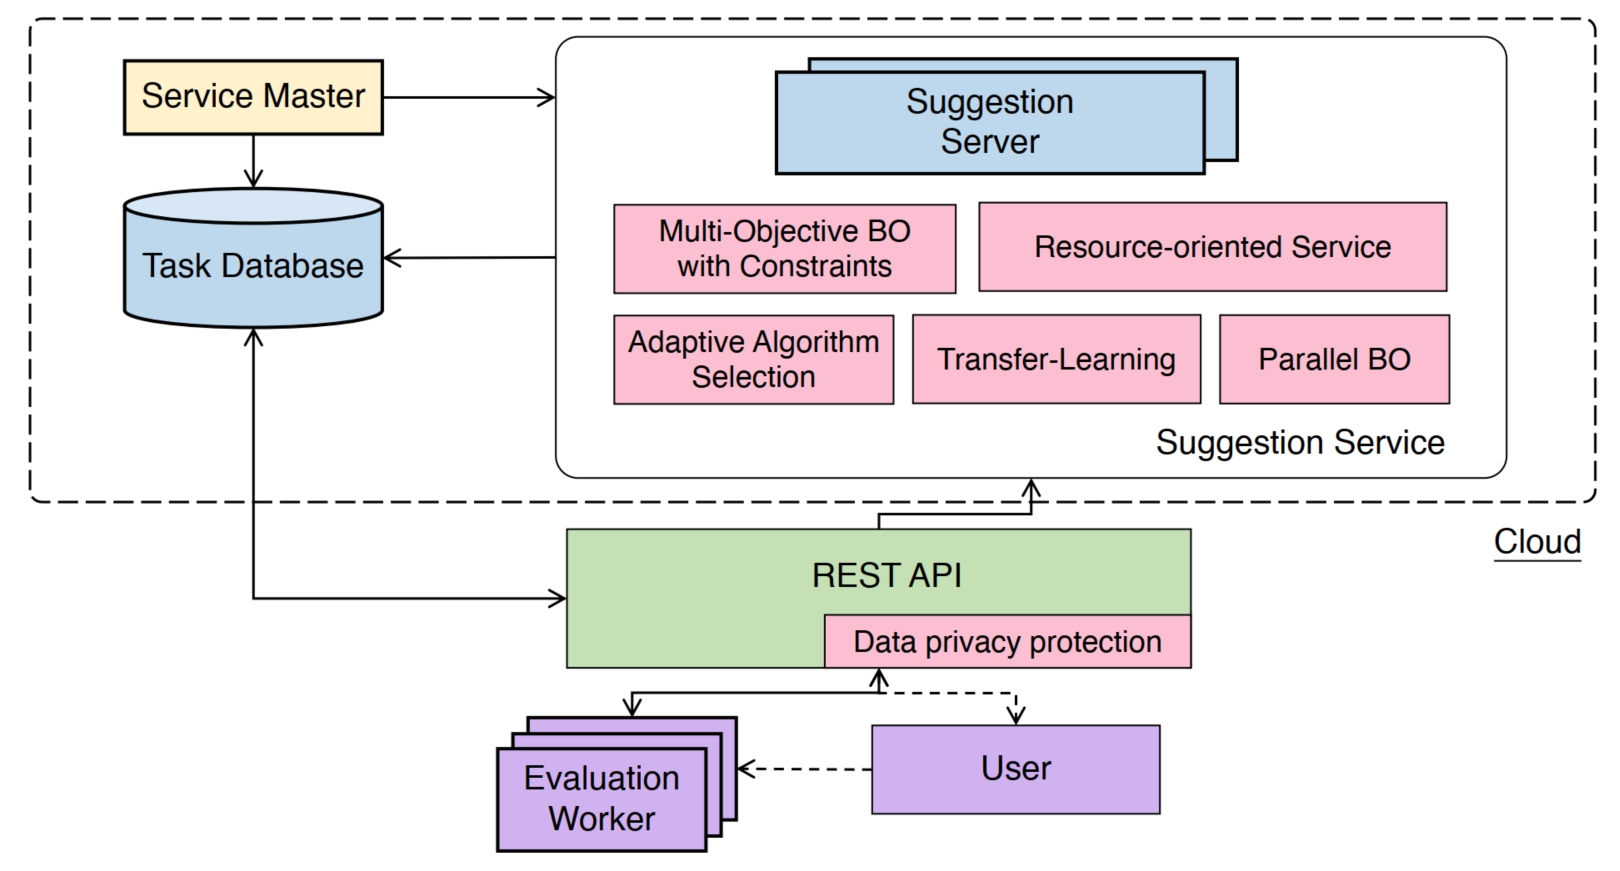 Service Master
Suggestion
Server
Task Database
Multi-Objective BO
with Constraints
Resource-oriented Service
Adaptive Algorithm
Selection
Transfer-Learning
Parallel BO
Suggestion Service
Cloud
REST API
Data privacy protection
Evaluation
Worker
User